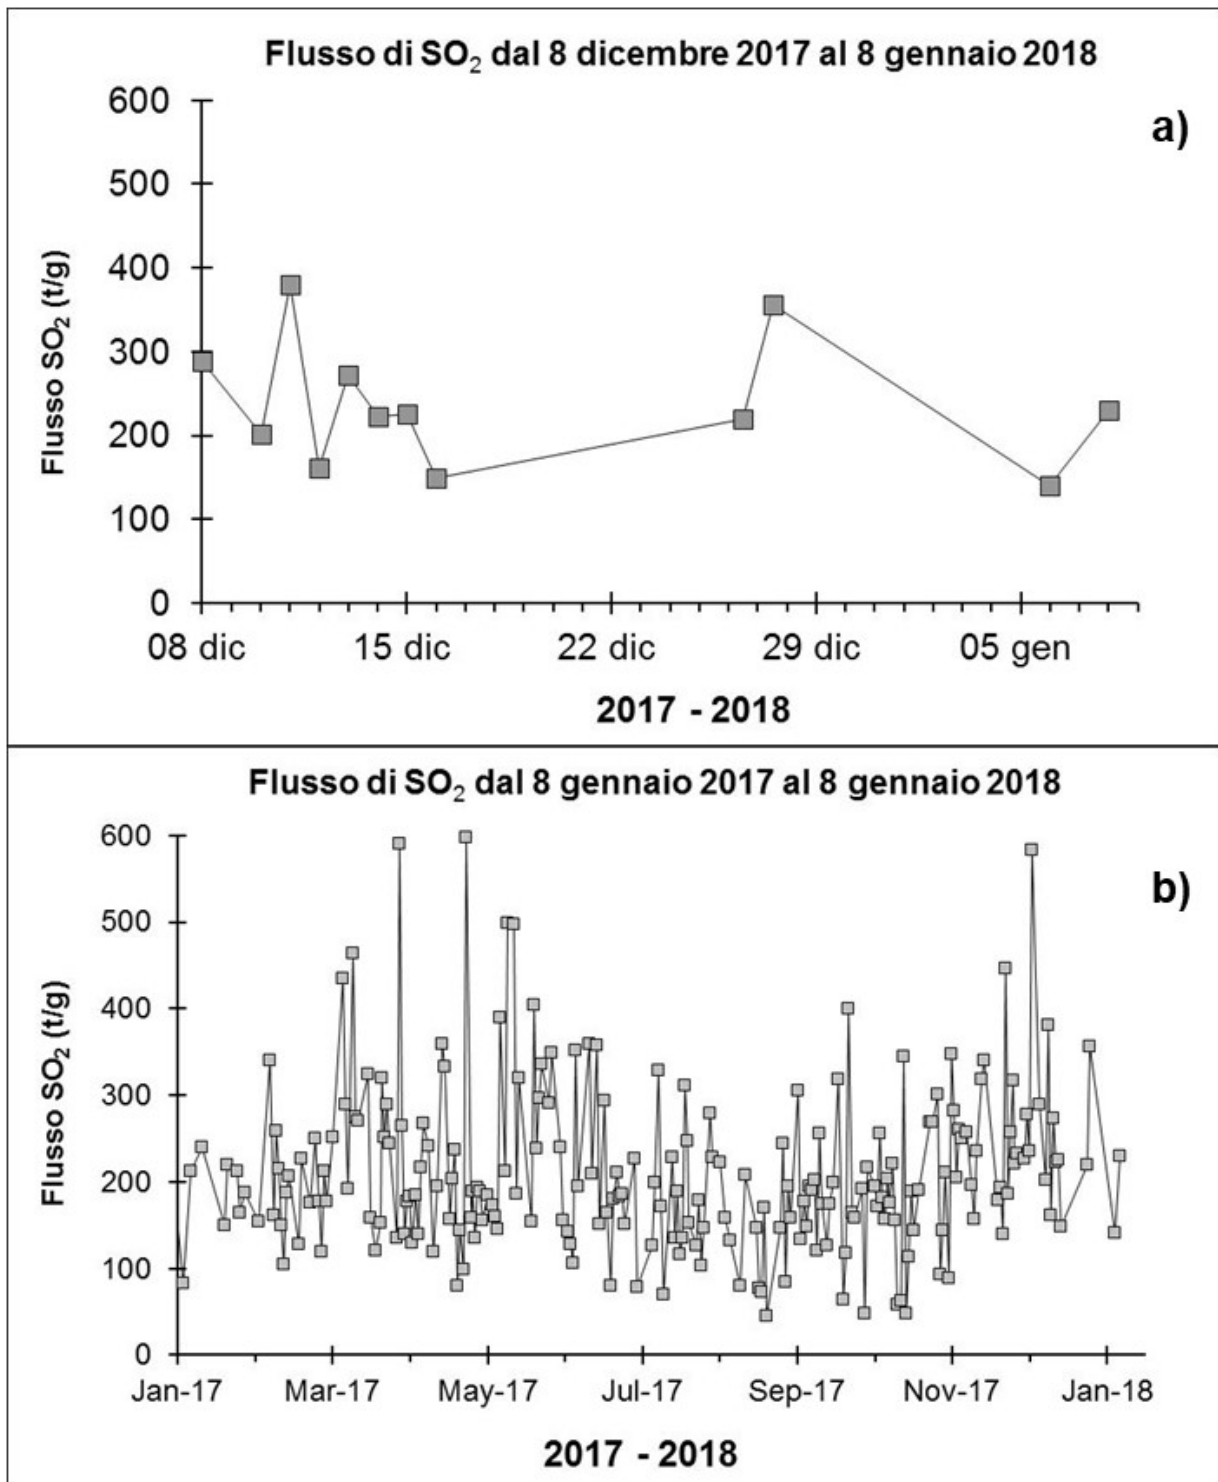 Flusso di SO₂ dal 8 dicembre 2017 al 8 gennaio 2018
a)
Flusso SO₂ (t/g)
600
500
400
300
200
100
0
08 dic 15 dic 22 dic 29 dic 05 gen
2017 - 2018
Flusso di SO₂ dal 8 gennaio 2017 al 8 gennaio 2018
b)
Flusso SO₂ (t/g)
600
500
400
300
200
100
0
Jan-17 Mar-17 May-17 Jul-17 Sep-17 Nov-17 Jan-18
2017 - 2018